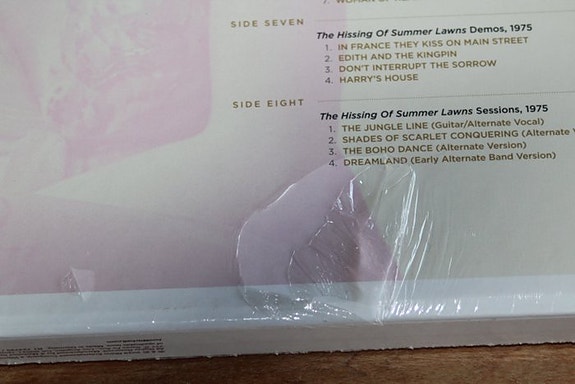 7. WOMAN OF
SIDE SEVEN
The Hissing Of Summer Lawns Demos, 1975
1. IN FRANCE THEY KISS ON MAIN STREET
2. EDITH AND THE KINGPIN
3. DON'T INTERRUPT THE SORROW
4. HARRY'S HOUSE
SIDE EIGHT
The Hissing Of Summer Lawns Sessions, 1975
1. THE JUNGLE LINE (Guitar/Alternate Vocal)
2. SHADES OF SCARLET CONQUERING (Alternate V
3. THE BOHO DANCE (Alternate Version)
4. DREAMLAND (Early Alternate Band Version)